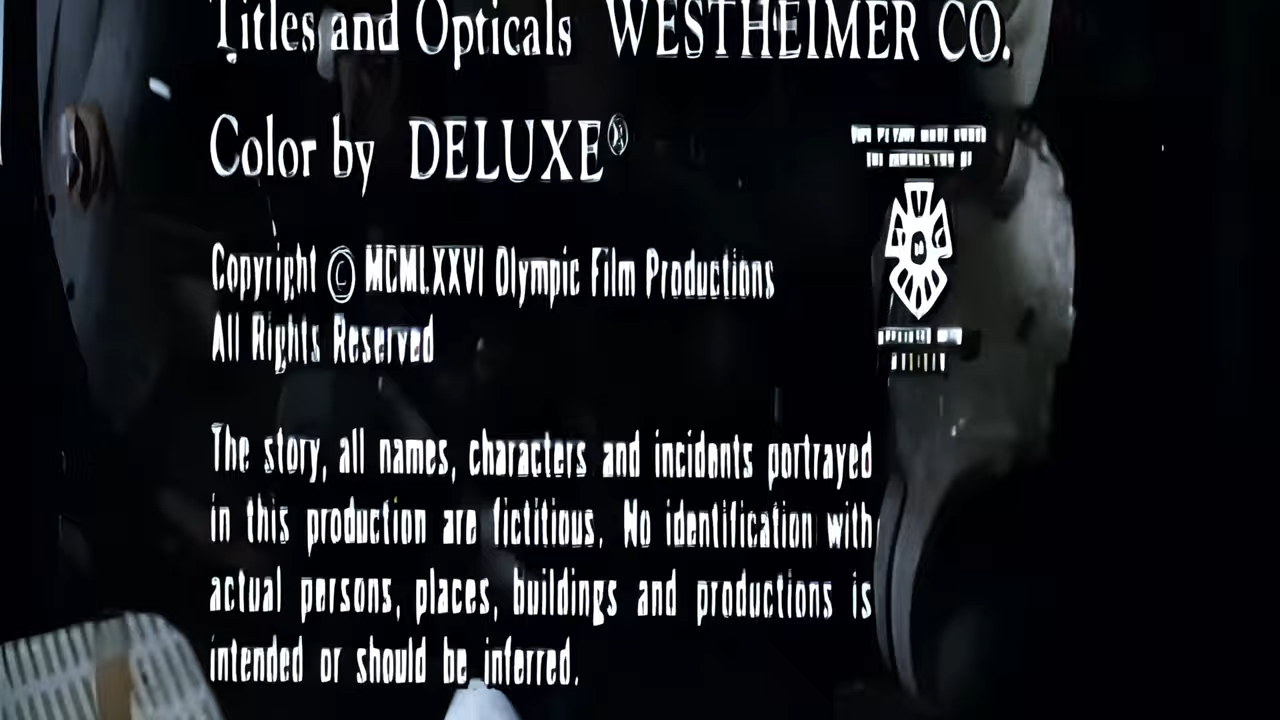 Titles and Opticals WESTHEIMER CO.
Color by DELUXE®
Copyright © MCMLXXVI Olympic Film Productions
All Rights Reserved
The story, all names, characters and incidents portrayed
in this production are fictitious. No identification with
actual persons, places, buildings and productions is
intended or should be inferred.